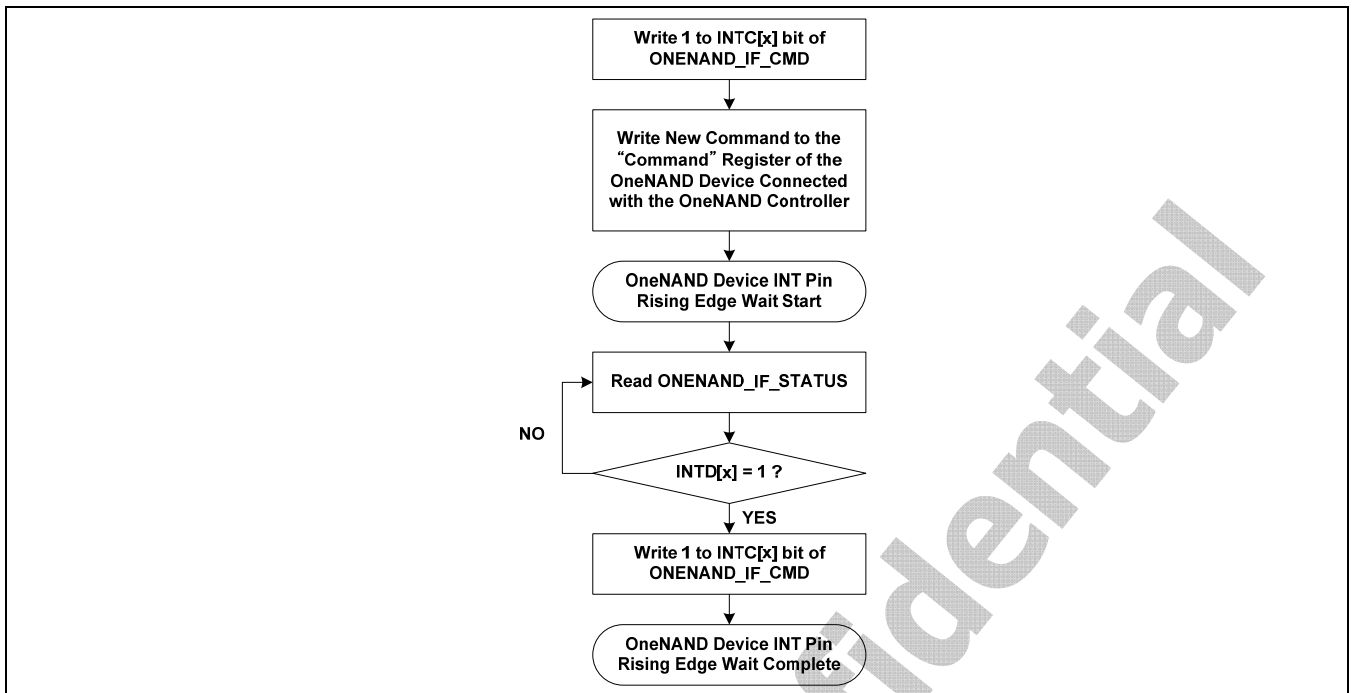 Write 1 to INTC[x] bit of
ONENAND_IF_CMD
Write New Command to the
“Command” Register of the
OneNAND Device Connected
with the OneNAND Controller
OneNAND Device INT Pin
Rising Edge Wait Start
Read ONENAND_IF_STATUS
NO
INTD[x] = 1 ?
YES
Write 1 to INTC[x] bit of
ONENAND_IF_CMD
OneNAND Device INT Pin
Rising Edge Wait Complete
fidential